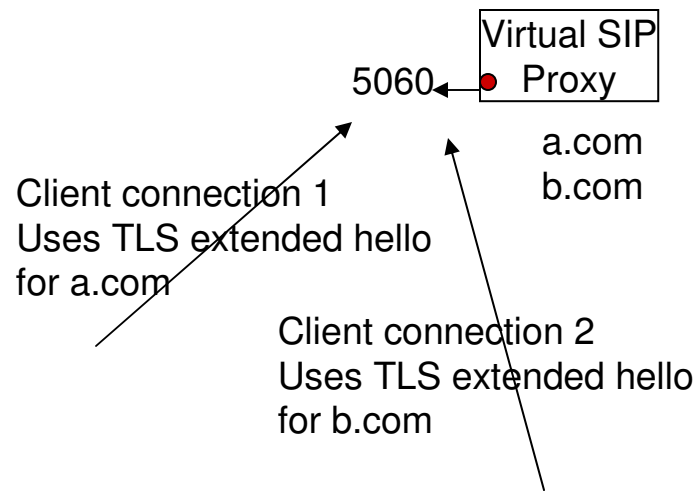 Virtual SIP
Proxy
5060
a.com
b.com
Client connection 1
Uses TLS extended hello
for a.com
Client connection 2
Uses TLS extended hello
for b.com